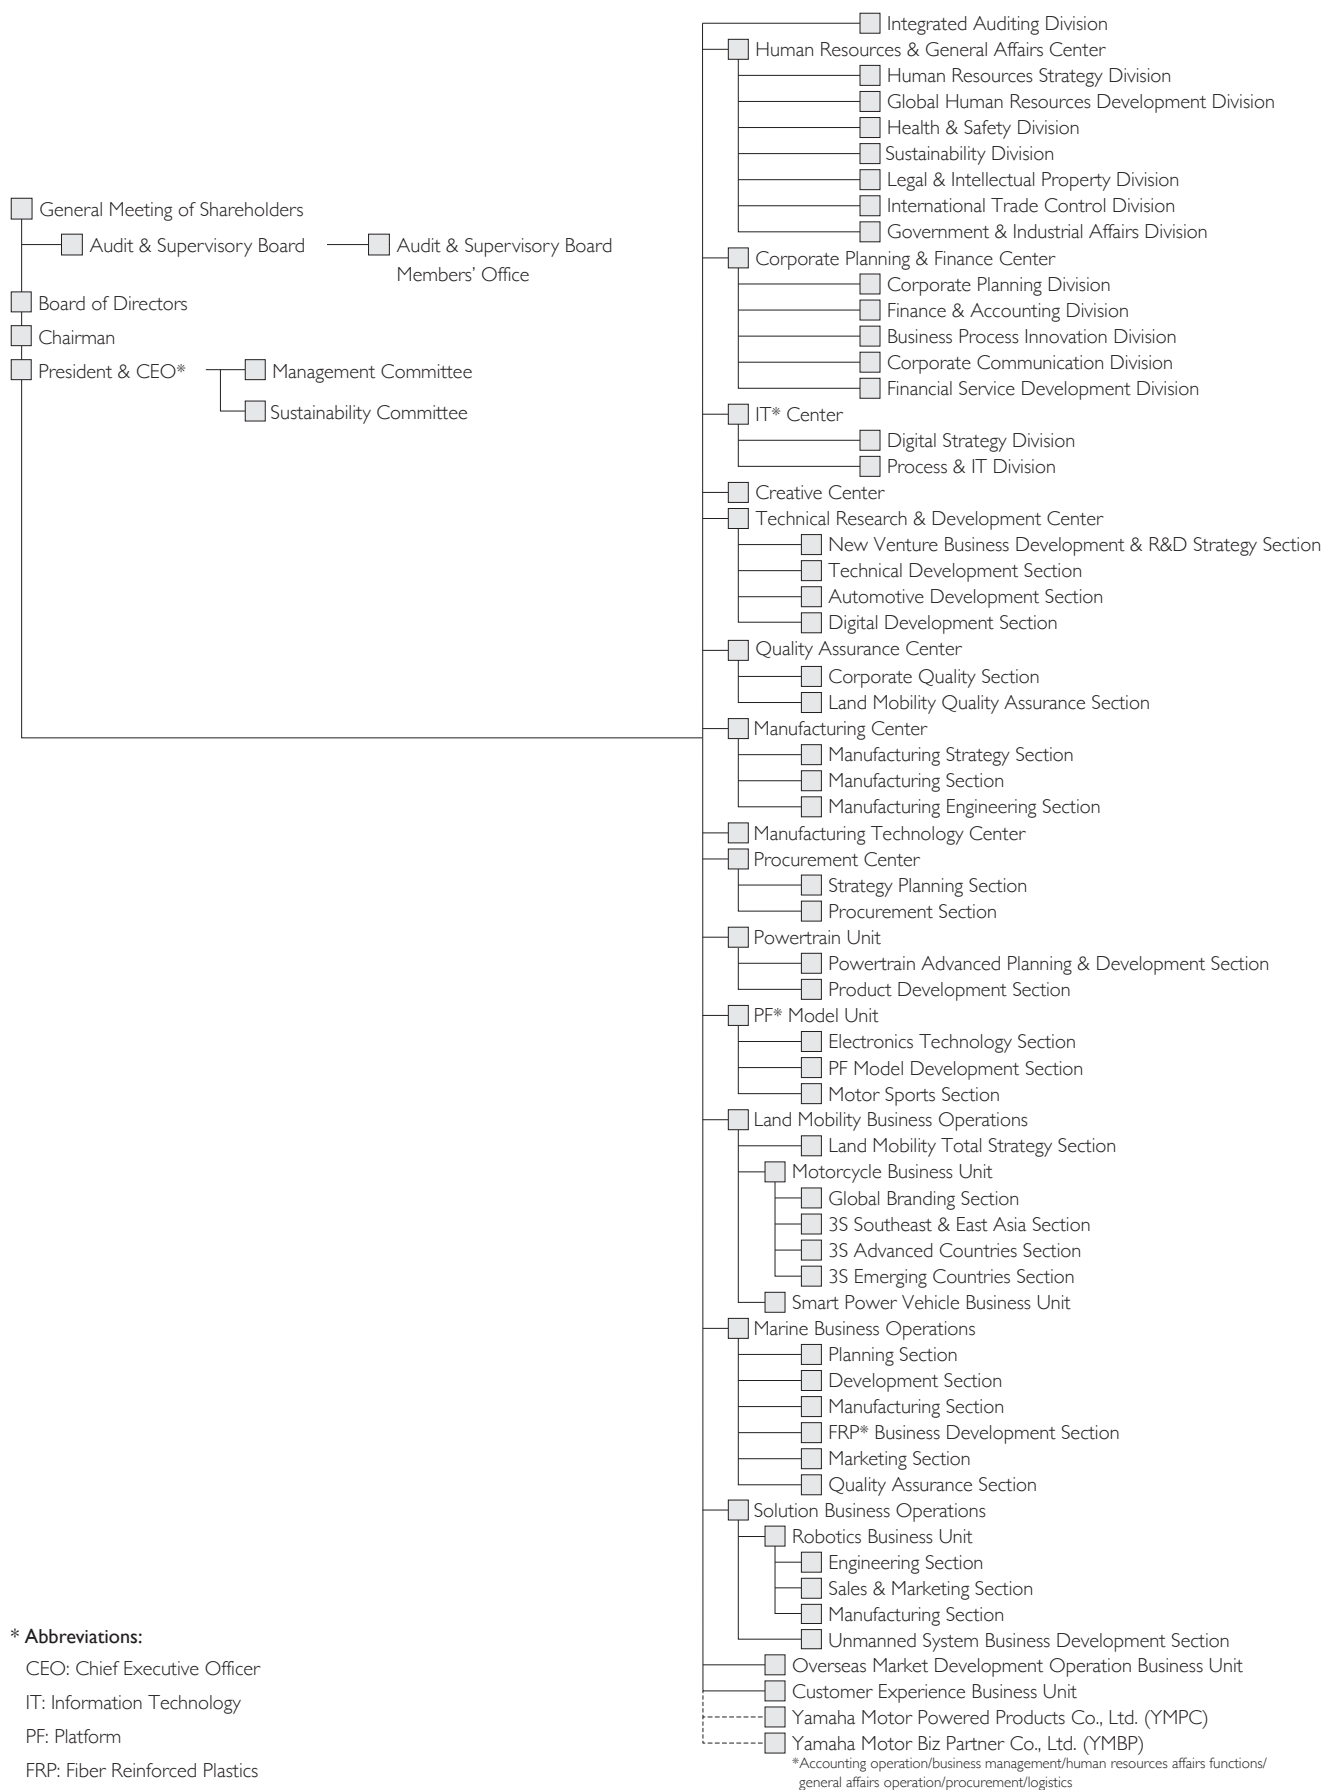 General Meeting of Shareholders
Audit & Supervisory Board
Audit & Supervisory Board
Members’ Office
Board of Directors
Chairman
President & CEO*
Management Committee
Sustainability Committee
Integrated Auditing Division
Human Resources & General Affairs Center
Human Resources Strategy Division
Global Human Resources Development Division
Health & Safety Division
Sustainability Division
Legal & Intellectual Property Division
International Trade Control Division
Government & Industrial Affairs Division
Corporate Planning & Finance Center
Corporate Planning Division
Finance & Accounting Division
Business Process Innovation Division
Corporate Communication Division
Financial Service Development Division
IT* Center
Digital Strategy Division
Process & IT Division
Creative Center
Technical Research & Development Center
New Venture Business Development & R&D Strategy Section
Technical Development Section
Automotive Development Section
Digital Development Section
Quality Assurance Center
Corporate Quality Section
Land Mobility Quality Assurance Section
Manufacturing Center
Manufacturing Strategy Section
Manufacturing Section
Manufacturing Engineering Section
Manufacturing Technology Center
Procurement Center
Strategy Planning Section
Procurement Section
Powertrain Unit
Powertrain Advanced Planning & Development Section
Product Development Section
PF* Model Unit
Electronics Technology Section
PF Model Development Section
Motor Sports Section
Land Mobility Business Operations
Land Mobility Total Strategy Section
Motorcycle Business Unit
Global Branding Section
3S Southeast & East Asia Section
3S Advanced Countries Section
3S Emerging Countries Section
Smart Power Vehicle Business Unit
Marine Business Operations
Planning Section
Development Section
Manufacturing Section
FRP* Business Development Section
Marketing Section
Quality Assurance Section
Solution Business Operations
Robotics Business Unit
Engineering Section
Sales & Marketing Section
Manufacturing Section
Unmanned System Business Development Section
Overseas Market Development Operation Business Unit
Customer Experience Business Unit
Yamaha Motor Powered Products Co., Ltd. (YMPC)
Yamaha Motor Biz Partner Co., Ltd. (YMBP)
*Accounting operation/business management/human resources affairs functions/
general affairs operation/procurement/logistics
* Abbreviations:
CEO: Chief Executive Officer
IT: Information Technology
PF: Platform
FRP: Fiber Reinforced Plastics